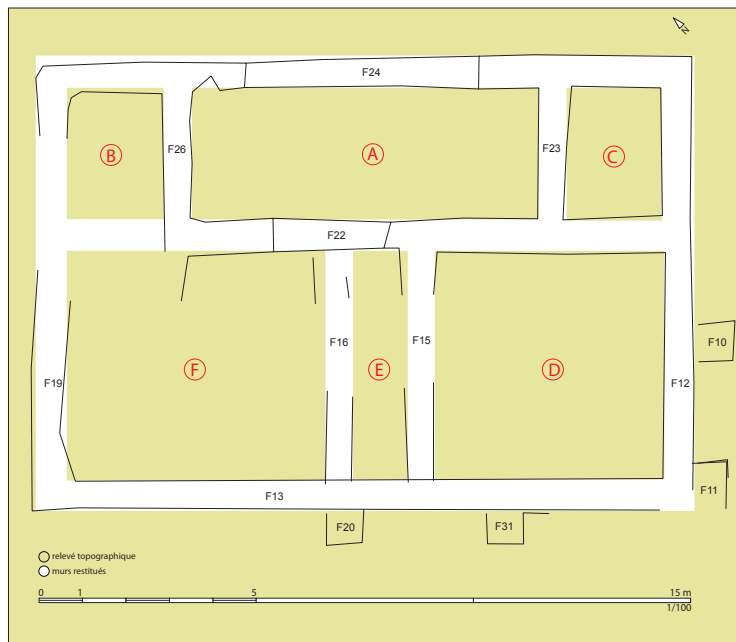 N
F24
B
F26
A
F23
C
F22
F10
F16
F15
F19
F
E
D
F12
F11
F13
F20
F31
relevé topographique
murs restitués
0 1 5 15 m
1/100